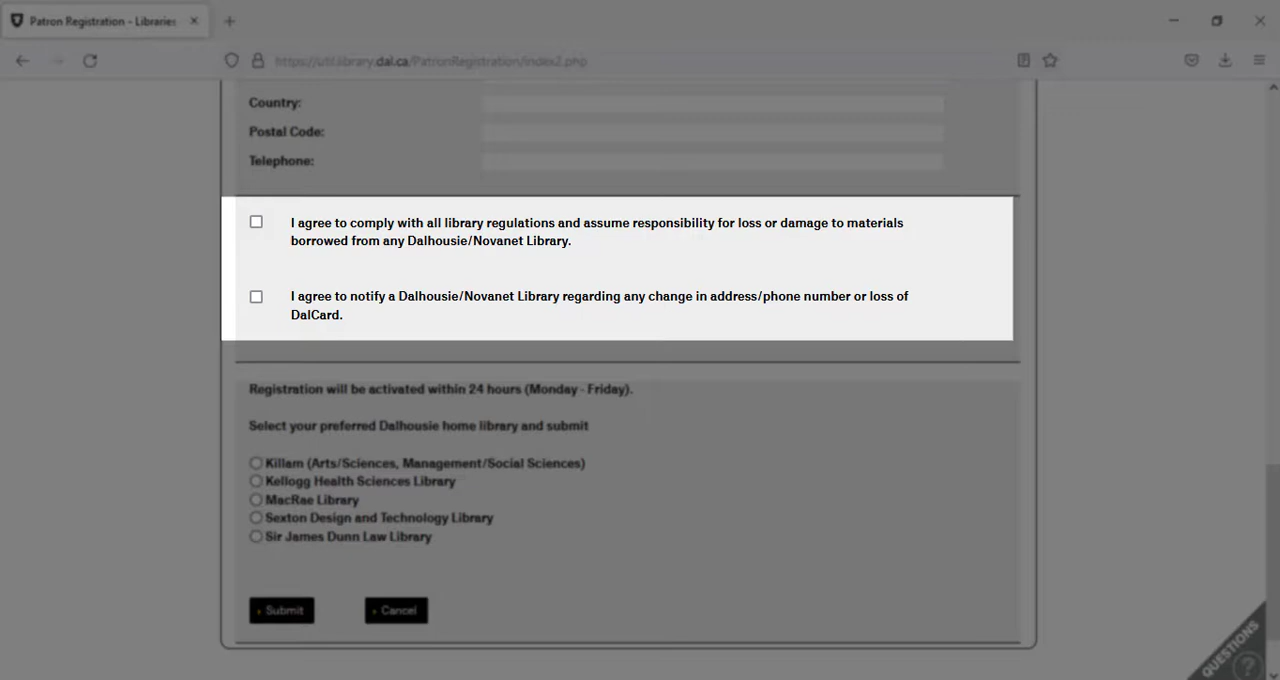 Patron Registration - Libraries
https://util.library.dal.ca/PatronRegistration/index2.php
Country:
Postal Code:
Telephone:
I agree to comply with all library regulations and assume responsibility for loss or damage to materials
borrowed from any Dalhousie/Novanet Library.
I agree to notify a Dalhousie/Novanet Library regarding any change in address/phone number or loss of
DalCard.
Registration will be activated within 24 hours (Monday - Friday).
Select your preferred Dalhousie home library and submit
Killam (Arts/Sciences, Management/Social Sciences)
Kellogg Health Sciences Library
MacRae Library
Sexton Design and Technology Library
Sir James Dunn Law Library
Submit
Cancel
QUESTIONS
?